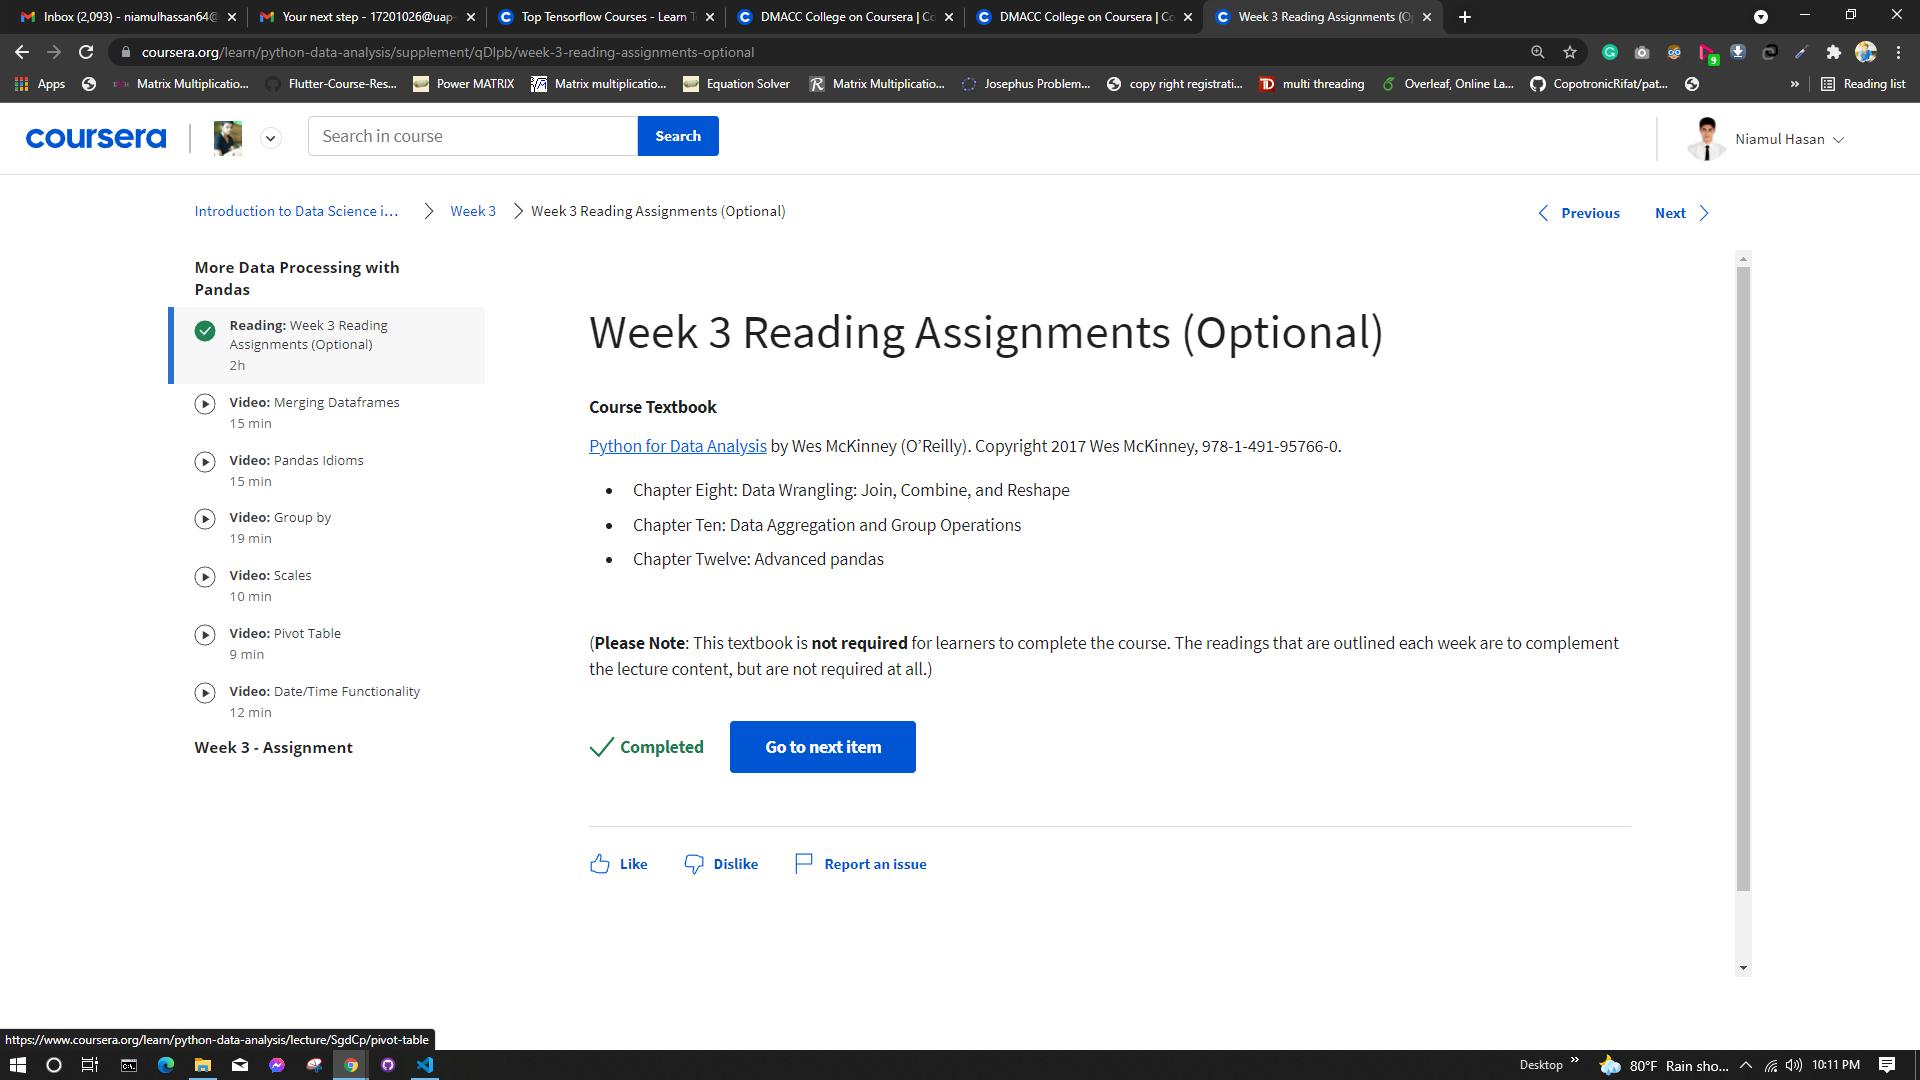 Inbox (2,093) - niamulhassan64@
Your next step - 17201026@uap-
Top Tensorflow Courses - Learn T
DMACC College on Coursera | Co
DMACC College on Coursera | Co
Week 3 Reading Assignments (Op
coursera.org/learn/python-data-analysis/supplement/qDlpb/week-3-reading-assignments-optional
9
Apps
Matrix Multiplicatio...
Flutter-Course-Res...
Power MATRIX
Matrix multiplicatio...
Equation Solver
Matrix Multiplicatio...
Josephus Problem...
copy right registrati...
multi threading
Overleaf, Online La...
CopotronicRifat/pat...
»
Reading list
coursera
Search in course
Search
Niamul Hasan
Introduction to Data Science i...
Week 3
Week 3 Reading Assignments (Optional)
Previous
Next
More Data Processing with
Pandas
Reading: Week 3 Reading
Assignments (Optional)
2h
Video: Merging Dataframes
15 min
Video: Pandas Idioms
15 min
Video: Group by
19 min
Video: Scales
10 min
Video: Pivot Table
9 min
Video: Date/Time Functionality
12 min
Week 3 - Assignment
Week 3 Reading Assignments (Optional)
Course Textbook
Python for Data Analysis by Wes McKinney (O’Reilly). Copyright 2017 Wes McKinney, 978-1-491-95766-0.
• Chapter Eight: Data Wrangling: Join, Combine, and Reshape
• Chapter Ten: Data Aggregation and Group Operations
• Chapter Twelve: Advanced pandas
(Please Note: This textbook is not required for learners to complete the course. The readings that are outlined each week are to complement
the lecture content, but are not required at all.)
Completed
Go to next item
Like
Dislike
Report an issue
https://www.coursera.org/learn/python-data-analysis/lecture/SgdCp/pivot-table
Desktop
»
80°F Rain sho...
10:11 PM